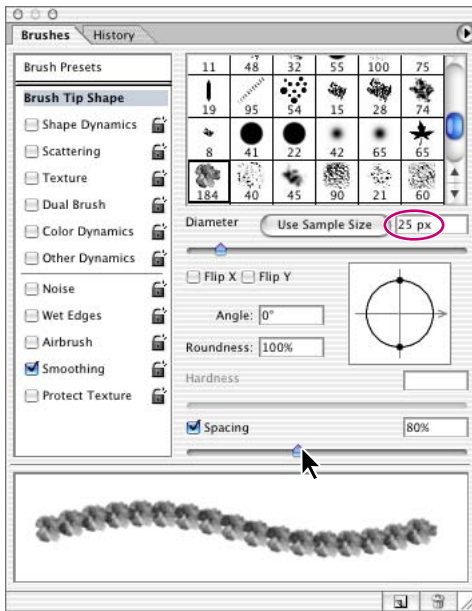 Brushes History
Brush Presets
Brush Tip Shape
Shape Dynamics
Scattering
Texture
Dual Brush
Color Dynamics
Other Dynamics
Noise
Wet Edges
Airbrush
Smoothing
Protect Texture
11 48 32 55 100 75
19 95 54 15 28 74
8 41 22 42 65 65
184 40 45 90 21 60
Diameter Use Sample Size 25 px
Flip X Flip Y
Angle: 0°
Roundness: 100%
Hardness
Spacing 80%